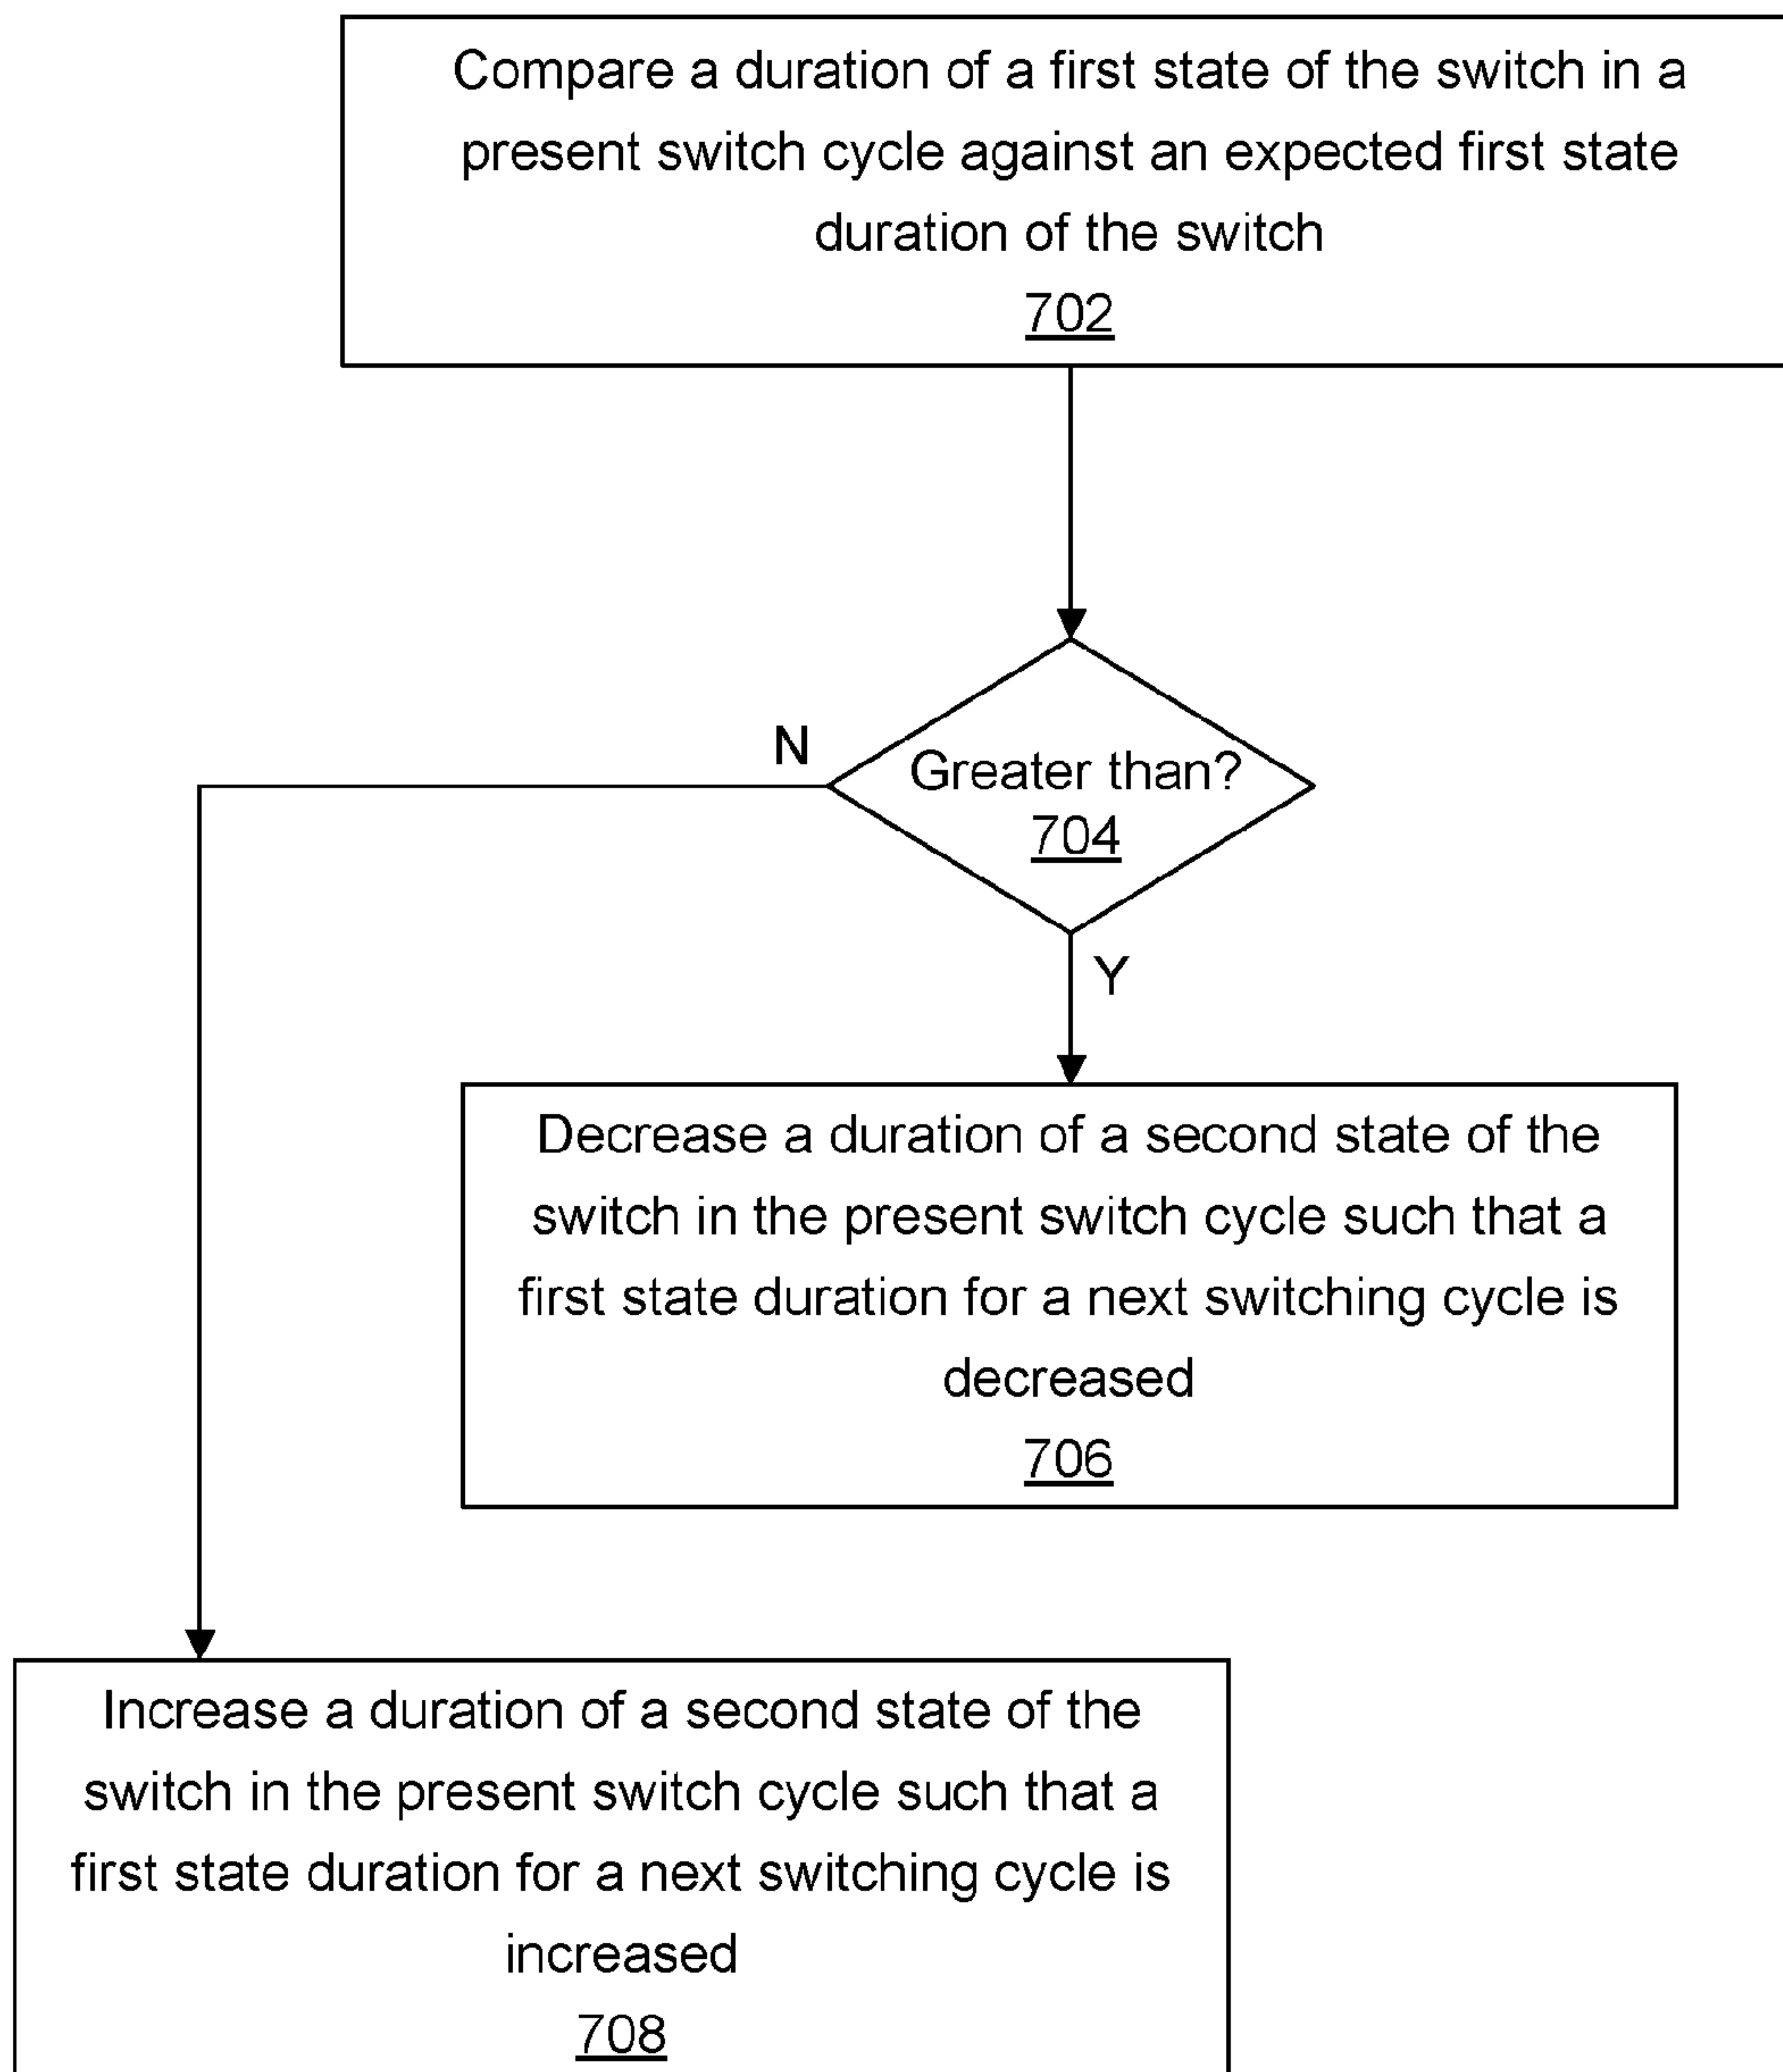 Compare a duration of a first state of the switch in a
present switch cycle against an expected first state
duration of the switch
702
N
Greater than?
704
Y
Decrease a duration of a second state of the
switch in the present switch cycle such that a
first state duration for a next switching cycle is
decreased
706
Increase a duration of a second state of the
switch in the present switch cycle such that a
first state duration for a next switching cycle is
increased
708